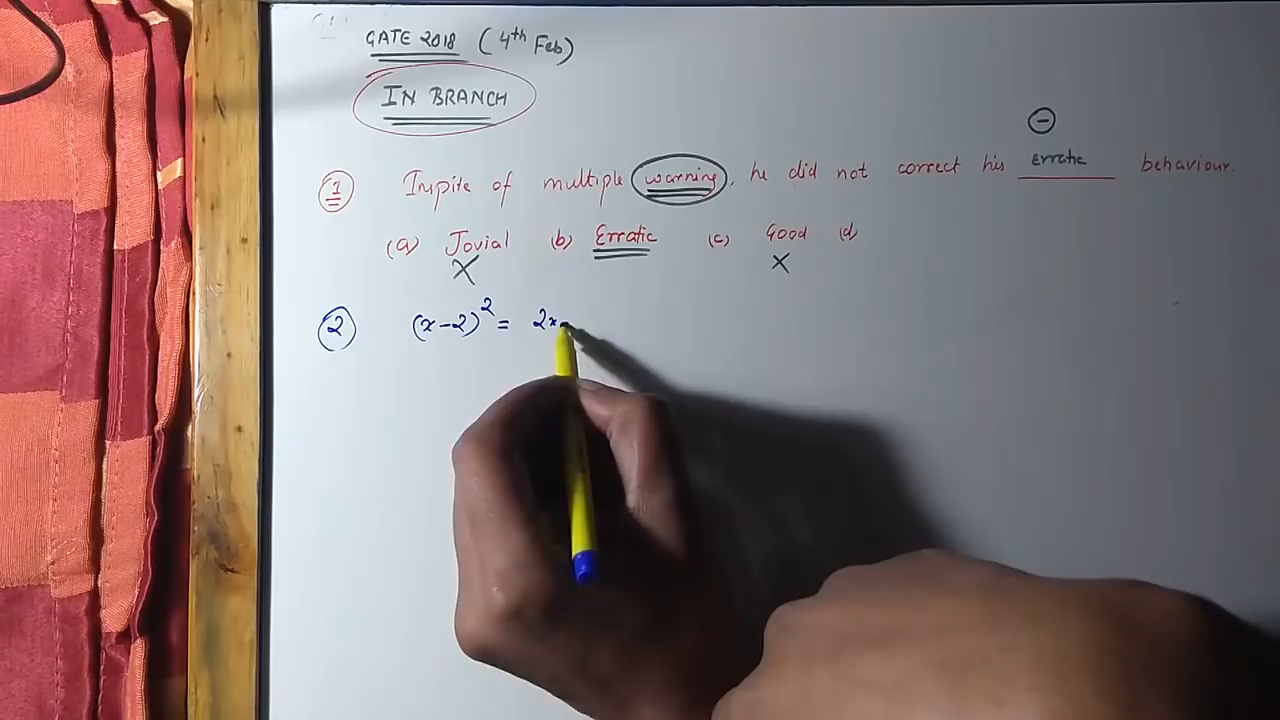 GATE 2018 (4th Feb)
IN BRANCH
1 Inspite of multiple warning, he did not correct his erratic behaviour.
(a) Jovial (b) Erratic (c) Good (d)
2 (x-2)² = 2x